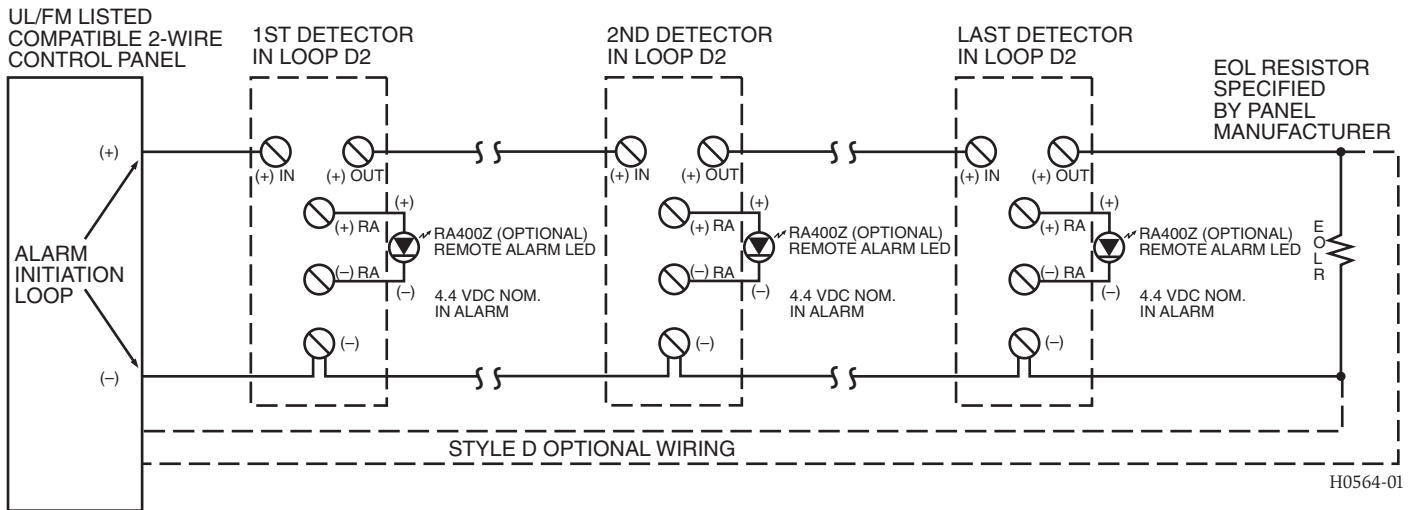 UL/FM LISTED
COMPATIBLE 2-WIRE
CONTROL PANEL
1ST DETECTOR
IN LOOP D2
2ND DETECTOR
IN LOOP D2
LAST DETECTOR
IN LOOP D2
EOL RESISTOR
SPECIFIED
BY PANEL
MANUFACTURER
(+)
(+) IN
(+) OUT
(+) IN
(+) OUT
(+) IN
(+) OUT
ALARM
INITIATION
LOOP
(+)
(+) RA
RA400Z (OPTIONAL)
REMOTE ALARM LED
(–) RA
(–)
4.4 VDC NOM.
IN ALARM
(–)
(+)
(+) RA
RA400Z (OPTIONAL)
REMOTE ALARM LED
(–) RA
(–)
4.4 VDC NOM.
IN ALARM
(–)
(+)
(+) RA
RA400Z (OPTIONAL)
REMOTE ALARM LED
(–) RA
(–)
4.4 VDC NOM.
IN ALARM
(–)
E
O
L
R
(–)
STYLE D OPTIONAL WIRING
H0564-01